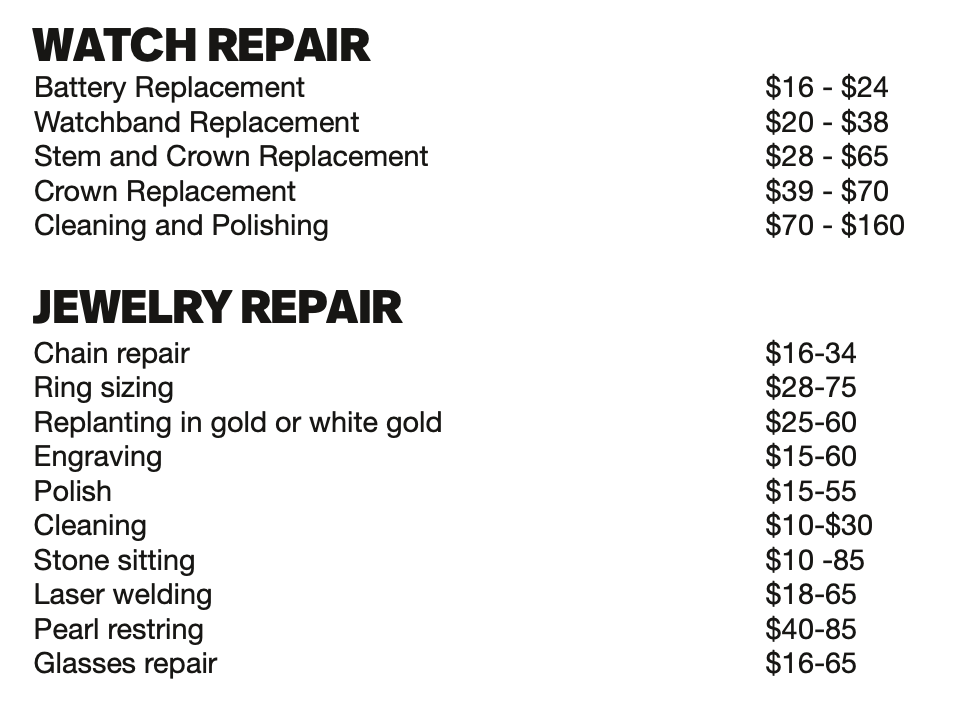 WATCH REPAIR
Battery Replacement $16 - $24
Watchband Replacement $20 - $38
Stem and Crown Replacement $28 - $65
Crown Replacement $39 - $70
Cleaning and Polishing $70 - $160
JEWELRY REPAIR
Chain repair $16-34
Ring sizing $28-75
Replanting in gold or white gold $25-60
Engraving $15-60
Polish $15-55
Cleaning $10-$30
Stone sitting $10 -85
Laser welding $18-65
Pearl restring $40-85
Glasses repair $16-65